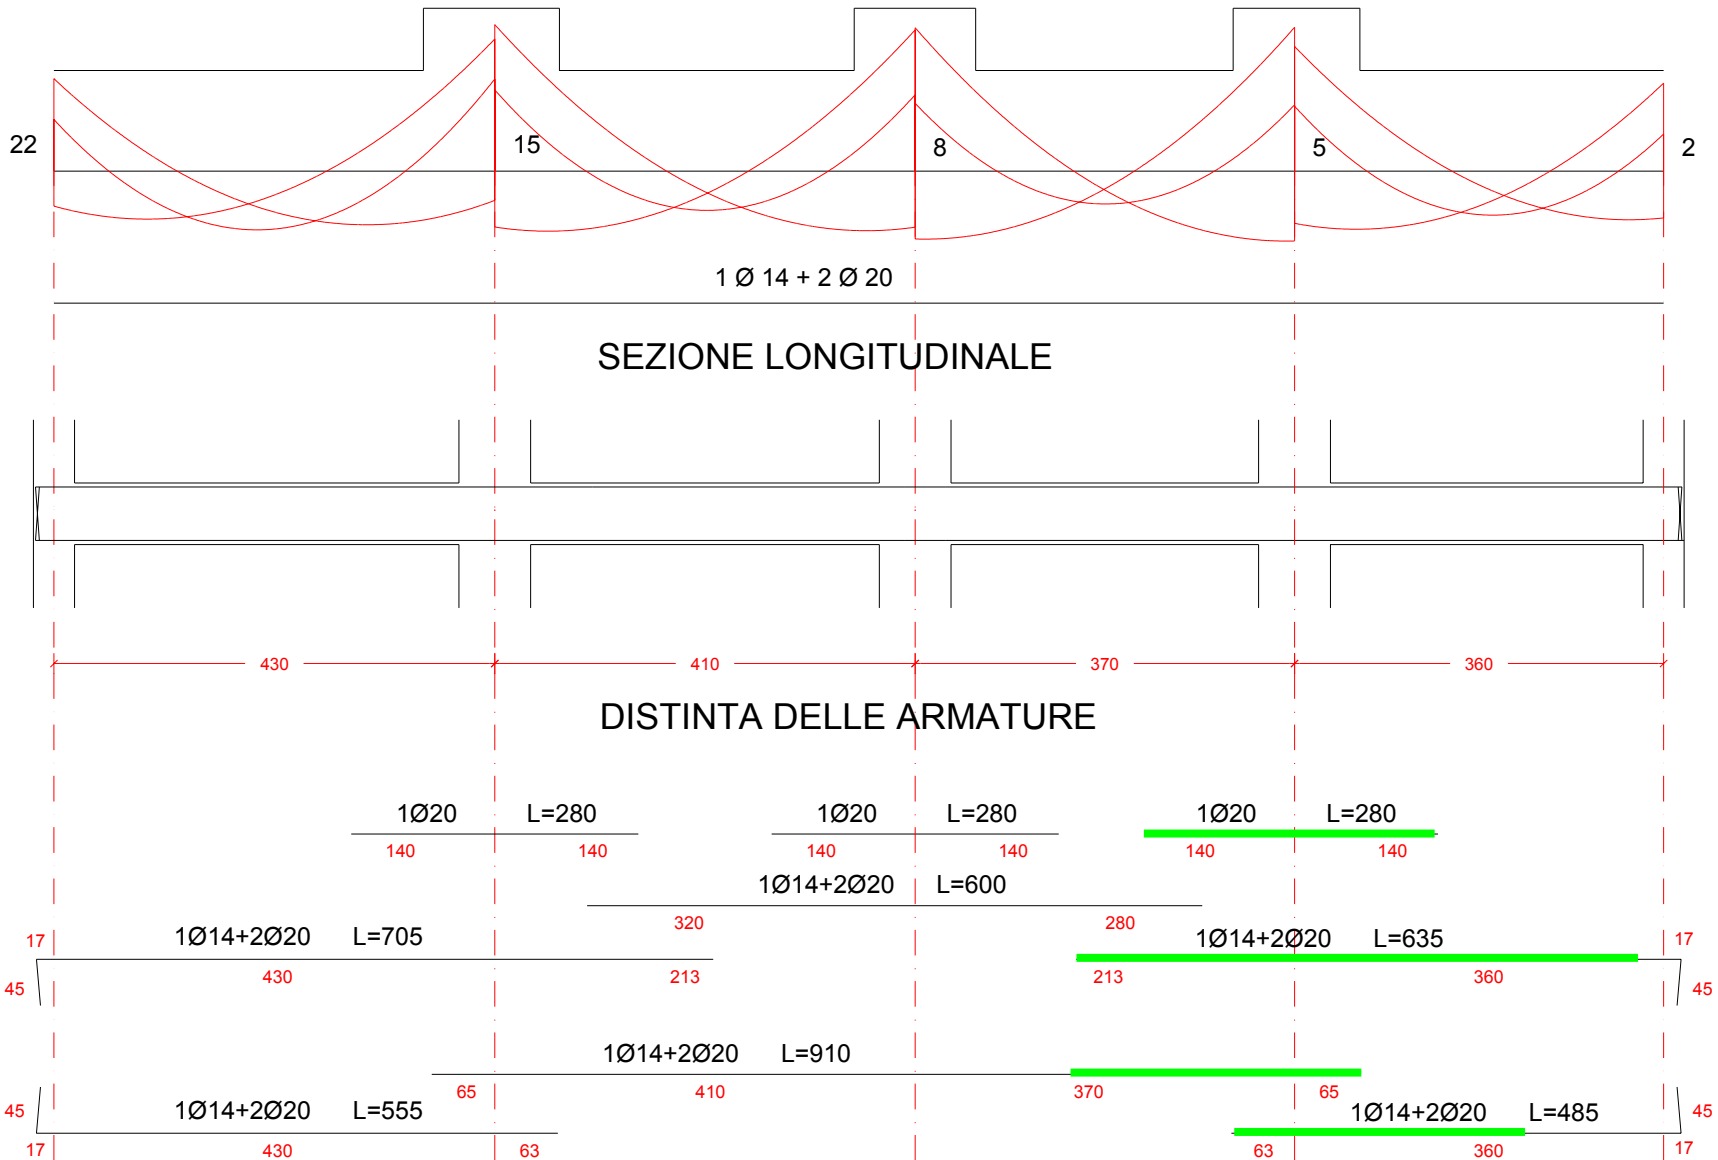 22 15 8 5 2
1 Ø 14 + 2 Ø 20
SEZIONE LONGITUDINALE
430 410 370 360
DISTINTA DELLE ARMATURE
1Ø20 L=280 1Ø20 L=280 1Ø20 L=280
140 140 140 140 140 140
1Ø14+2Ø20 L=600
320 280
17 1Ø14+2Ø20 L=705 1Ø14+2Ø20 L=635 17
45 430 213 213 360 45
1Ø14+2Ø20 L=910
65 410 370 65
45 1Ø14+2Ø20 L=555 1Ø14+2Ø20 L=485 45
17 430 63 63 360 17